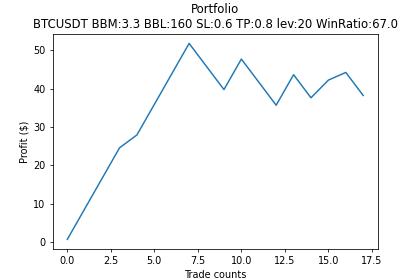 Portfolio
BTCUSDT BBM:3.3 BBL:160 SL:0.6 TP:0.8 lev:20 WinRatio:67.0
Profit ($)
50
40
30
20
10
0
0.0 2.5 5.0 7.5 10.0 12.5 15.0 17.5
Trade counts